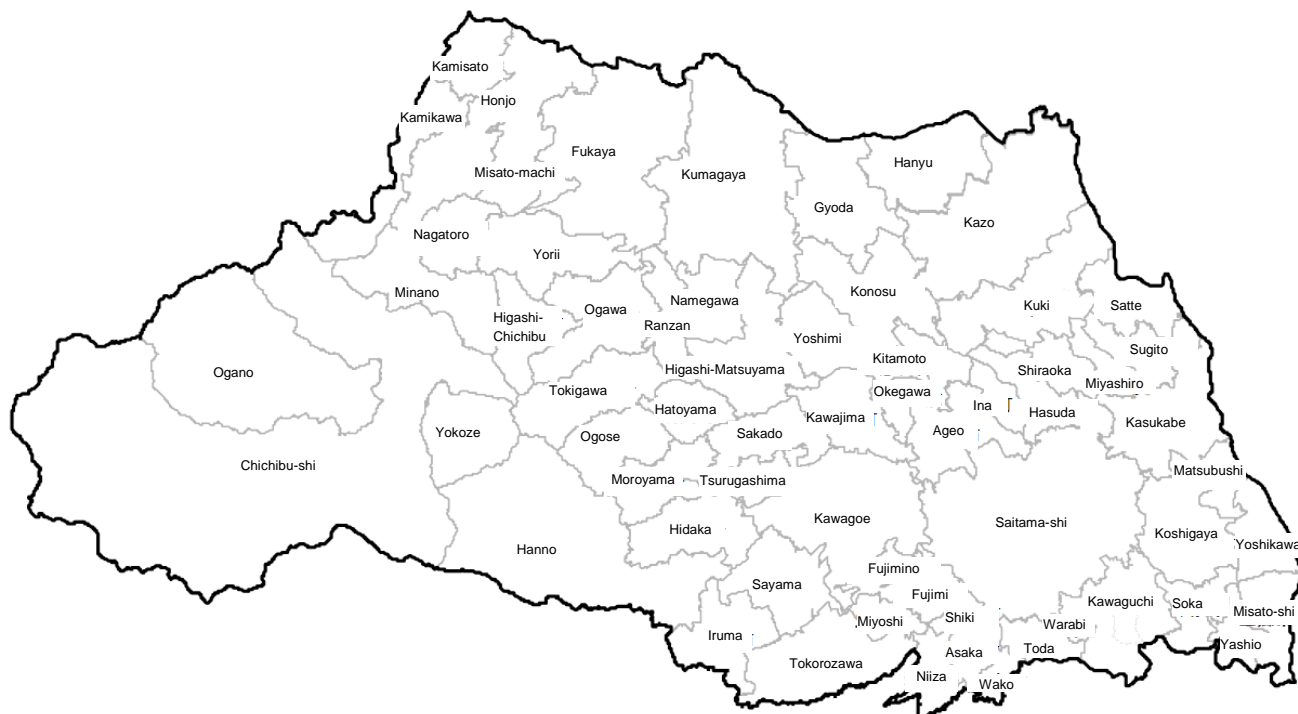 Kamisato
Honjo
Kamikawa
Fukaya
Misato-machi
Kumagaya
Hanyu
Gyoda
Kazo
Nagatoro
Yorii
Minano
Konosu
Namegawa
Kuki
Satte
Higashi-
Chichibu
Ogawa
Ranzan
Yoshimi
Sugito
Kitamoto
Shiraoka
Higashi-Matsuyama
Ogano
Miyashiro
Tokigawa
Okegawa
Hatoyama
Ina
Hasuda
Kawajima
Kasukabe
Yokoze
Ogose
Sakado
Ageo
Chichibu-shi
Matsubushi
Moroyama
Tsurugashima
Kawagoe
Saitama-shi
Hidaka
Koshigaya
Yoshikawa
Hanno
Fujimino
Sayama
Fujimi
Kawaguchi
Soka
Misato-shi
Miyoshi
Shiki
Warabi
Iruma
Yashio
Toda
Asaka
Tokorozawa
Niiza
Wako